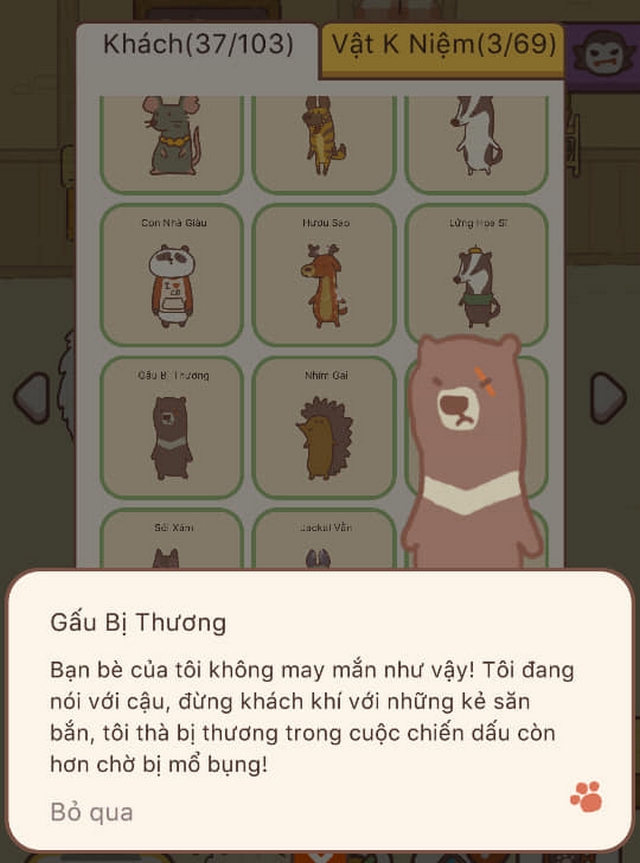 Khách(37/103)
Vật K Niệm(3/69)
Con Nhà Giàu
Hươu Sao
Lửng Họa Sĩ
Gấu Bị Thương
Nhím Gai
Sói Xám
Jackal Vằn
Gấu Bị Thương
Bạn bè của tôi không may mắn như vậy! Tôi đang
nói với cậu, đừng khách khí với những kẻ săn
bắn, tôi thà bị thương trong cuộc chiến dấu còn
hơn chờ bị mổ bụng!
Bỏ qua